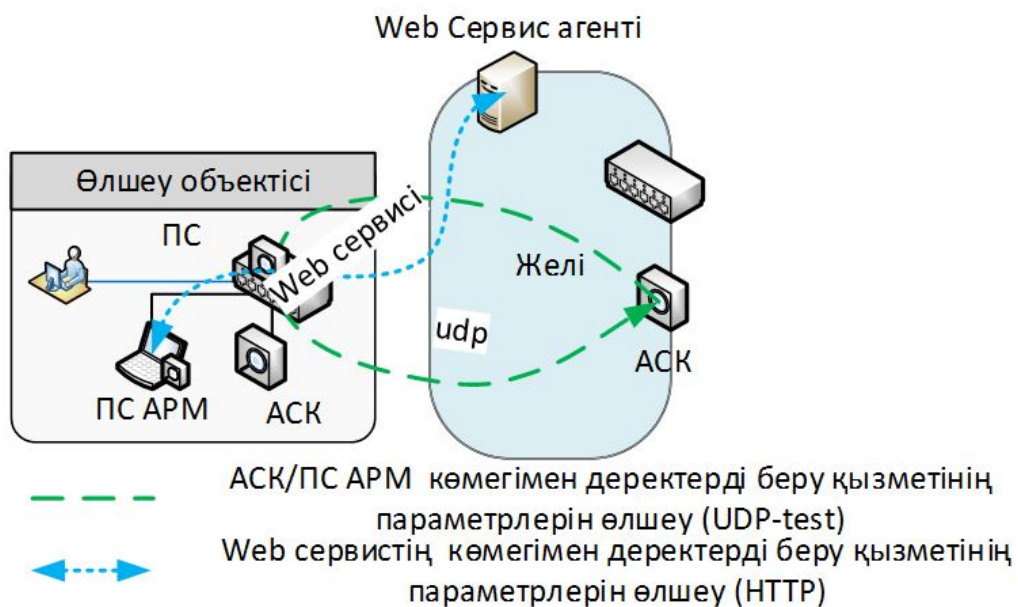 Web Сервис агенті
Өлшеу объектісі
ПС
Web сервисі
Желі
udp
АСК
ПС АРМ
АСК
АСК/ПС АРМ көмегімен деректерді беру қызметінің
параметрлерін өлшеу (UDP-test)
Web сервистің көмегімен деректерді беру қызметінің
параметрлерін өлшеу (HTTP)